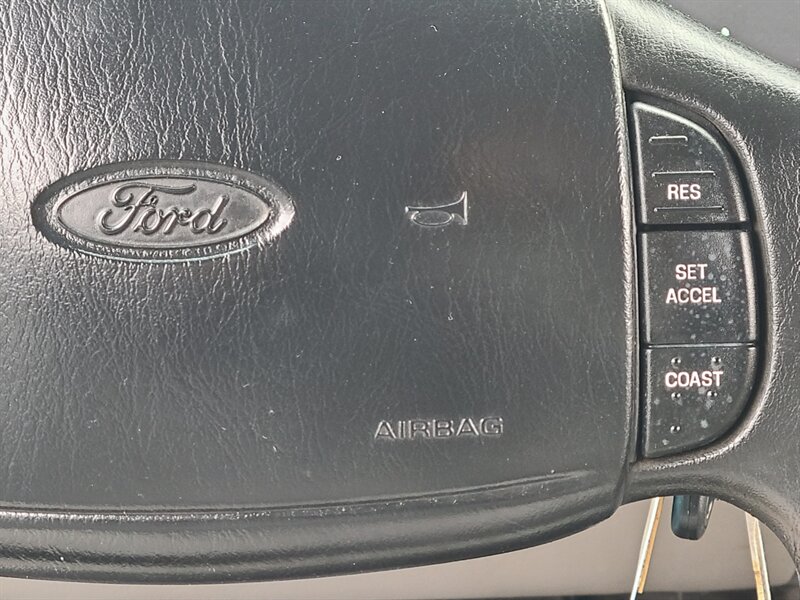 Ford
RES
SET
ACCEL
COAST
AIRBAG